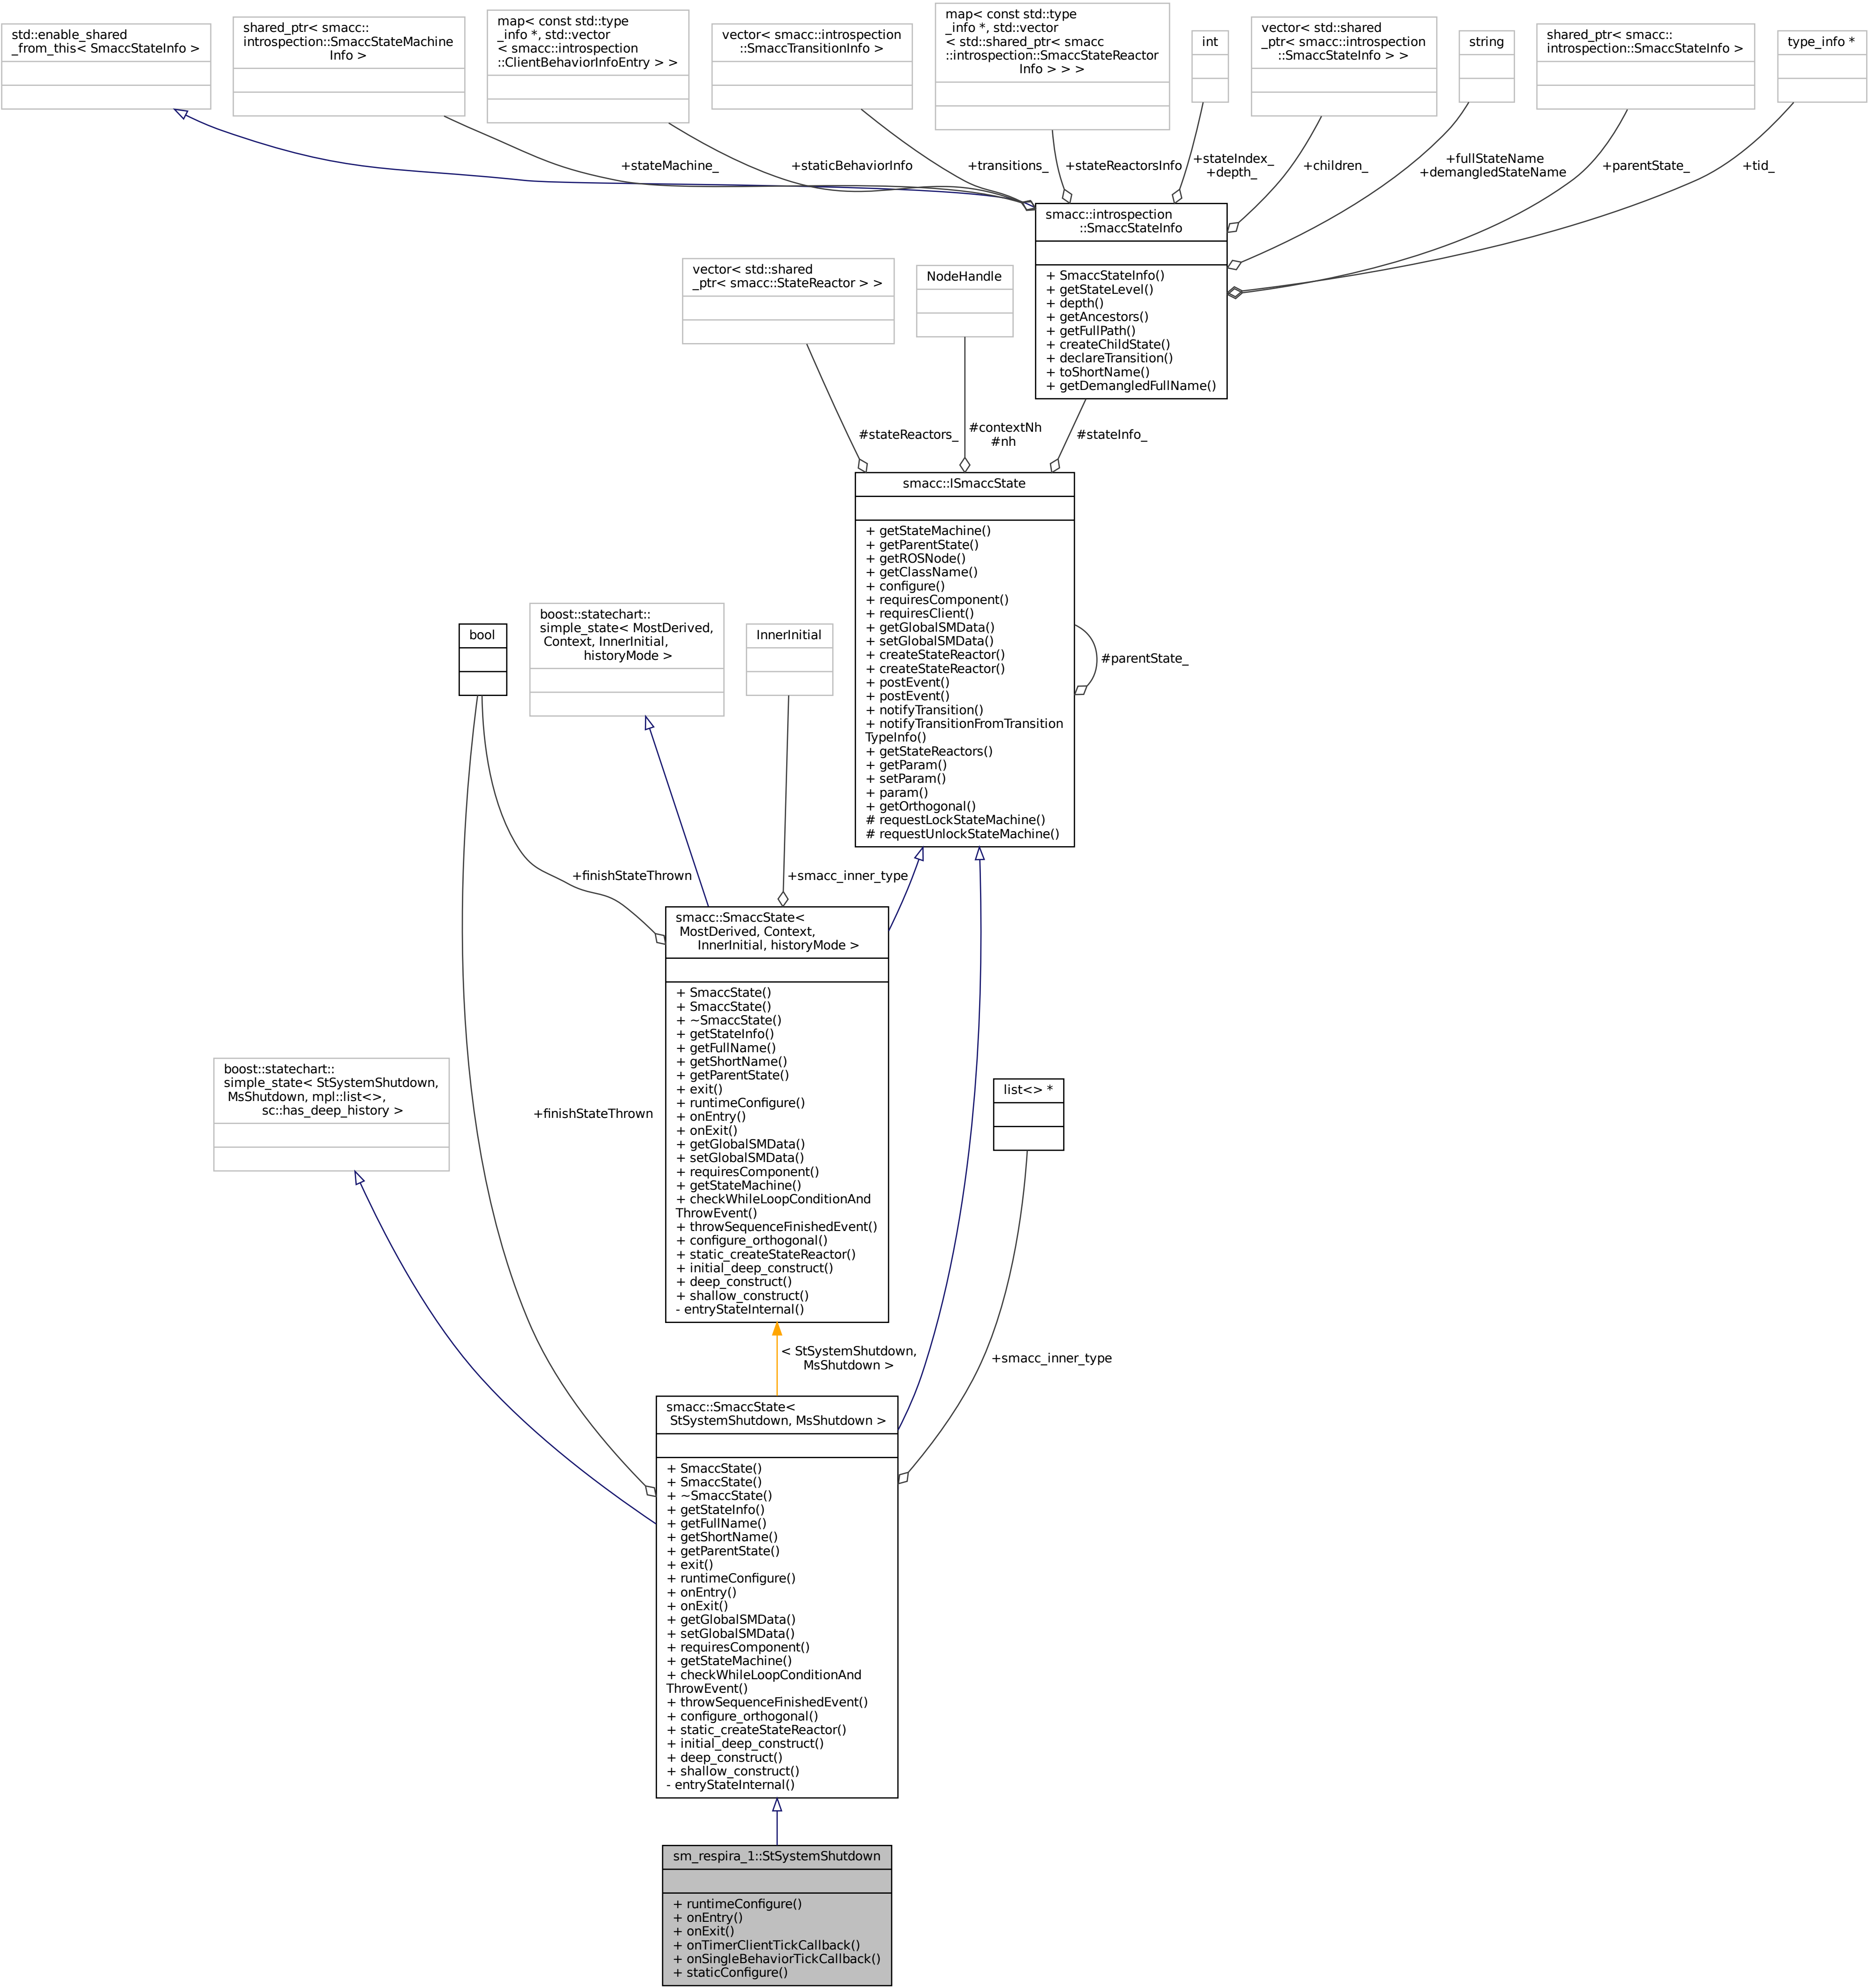 std::enable_shared
_from_this< SmaccStateInfo >
shared_ptr< smacc::
introspection::SmaccStateMachine
Info >
map< const std::type
_info *, std::vector
< smacc::introspection
::ClientBehaviorInfoEntry > >
vector< smacc::introspection
::SmaccTransitionInfo >
map< const std::type
_info *, std::vector
< std::shared_ptr< smacc
::introspection::SmaccStateReactor
Info > > >
int
vector< std::shared
_ptr< smacc::introspection
::SmaccStateInfo > >
string
shared_ptr< smacc::
introspection::SmaccStateInfo >
type_info *
+stateMachine_
+staticBehaviorInfo
+transitions_
+stateReactorsInfo
+stateIndex_
+depth_
+children_
+fullStateName
+demangledStateName
+parentState_
+tid_
smacc::introspection
::SmaccStateInfo
+ SmaccStateInfo()
+ getStateLevel()
+ depth()
+ getAncestors()
+ getFullPath()
+ createChildState()
+ declareTransition()
+ toShortName()
+ getDemangledFullName()
vector< std::shared
_ptr< smacc::StateReactor > >
NodeHandle
#stateReactors_
#contextNh
#nh
#stateInfo_
smacc::ISmaccState
+ getStateMachine()
+ getParentState()
+ getROSNode()
+ getClassName()
+ configure()
+ requiresComponent()
+ requiresClient()
+ getGlobalSMData()
+ setGlobalSMData()
+ createStateReactor()
+ createStateReactor()
+ postEvent()
+ postEvent()
+ notifyTransition()
+ notifyTransitionFromTransition
TypeInfo()
+ getStateReactors()
+ getParam()
+ setParam()
+ param()
+ getOrthogonal()
# requestLockStateMachine()
# requestUnlockStateMachine()
#parentState_
bool
boost::statechart::
simple_state< MostDerived,
Context, InnerInitial,
historyMode >
InnerInitial
+finishStateThrown
+smacc_inner_type
smacc::SmaccState<
MostDerived, Context,
InnerInitial, historyMode >
+ SmaccState()
+ SmaccState()
+ ~SmaccState()
+ getStateInfo()
+ getFullName()
+ getShortName()
+ getParentState()
+ exit()
+ runtimeConfigure()
+ onEntry()
+ onExit()
+ getGlobalSMData()
+ setGlobalSMData()
+ requiresComponent()
+ getStateMachine()
+ checkWhileLoopConditionAnd
ThrowEvent()
+ throwSequenceFinishedEvent()
+ configure_orthogonal()
+ static_createStateReactor()
+ initial_deep_construct()
+ deep_construct()
+ shallow_construct()
- entryStateInternal()
boost::statechart::
simple_state< StSystemShutdown,
MsShutdown, mpl::list<>,
sc::has_deep_history >
+finishStateThrown
list<> *
< StSystemShutdown,
MsShutdown >
+smacc_inner_type
smacc::SmaccState<
StSystemShutdown, MsShutdown >
+ SmaccState()
+ SmaccState()
+ ~SmaccState()
+ getStateInfo()
+ getFullName()
+ getShortName()
+ getParentState()
+ exit()
+ runtimeConfigure()
+ onEntry()
+ onExit()
+ getGlobalSMData()
+ setGlobalSMData()
+ requiresComponent()
+ getStateMachine()
+ checkWhileLoopConditionAnd
ThrowEvent()
+ throwSequenceFinishedEvent()
+ configure_orthogonal()
+ static_createStateReactor()
+ initial_deep_construct()
+ deep_construct()
+ shallow_construct()
- entryStateInternal()
sm_respira_1::StSystemShutdown
+ runtimeConfigure()
+ onEntry()
+ onExit()
+ onTimerClientTickCallback()
+ onSingleBehaviorTickCallback()
+ staticConfigure()